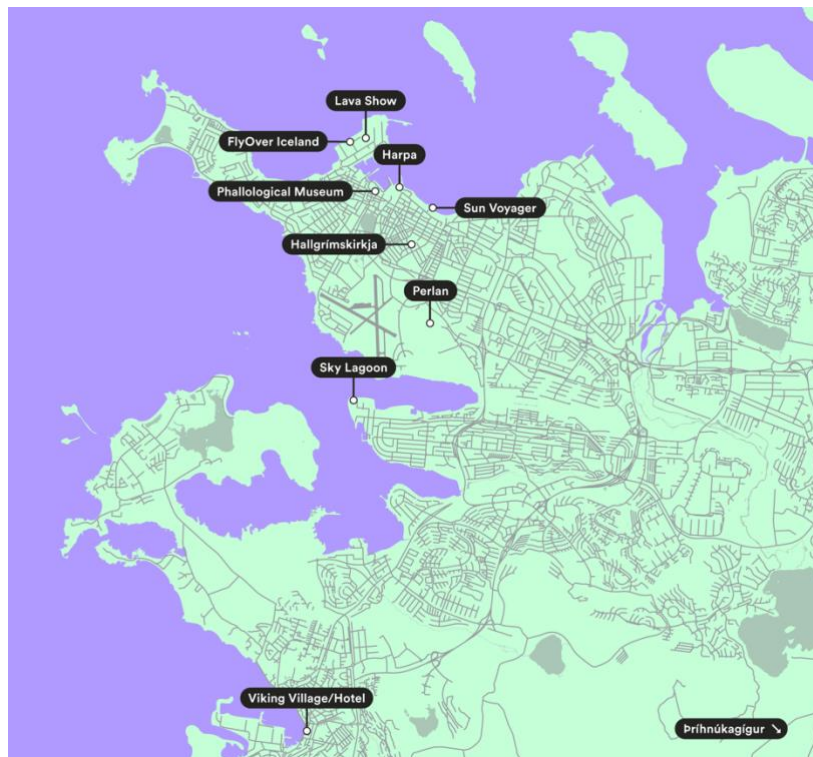 Lava Show
FlyOver Iceland
Harpa
Phallological Museum
Sun Voyager
Hallgrímskirkja
Perlan
Sky Lagoon
Viking Village/Hotel
Þríhnúkagígur ↘